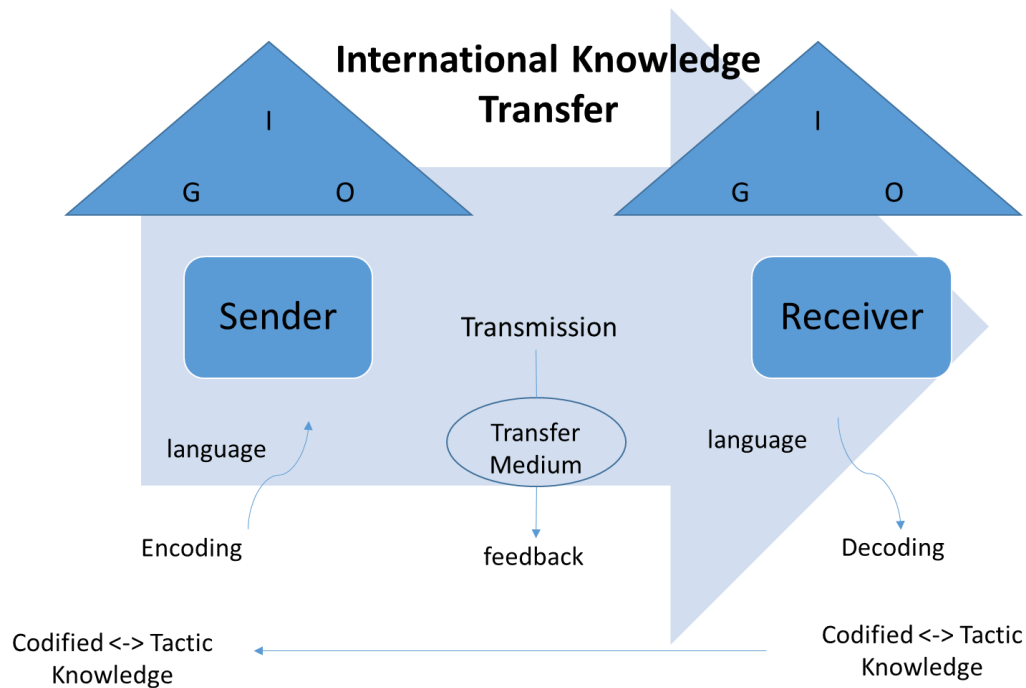 International Knowledge
Transfer
I
G O
I
G O
Sender
Transmission
Receiver
language
Transfer
Medium
language
Encoding
feedback
Decoding
Codified <-> Tactic
Knowledge
Codified <-> Tactic
Knowledge